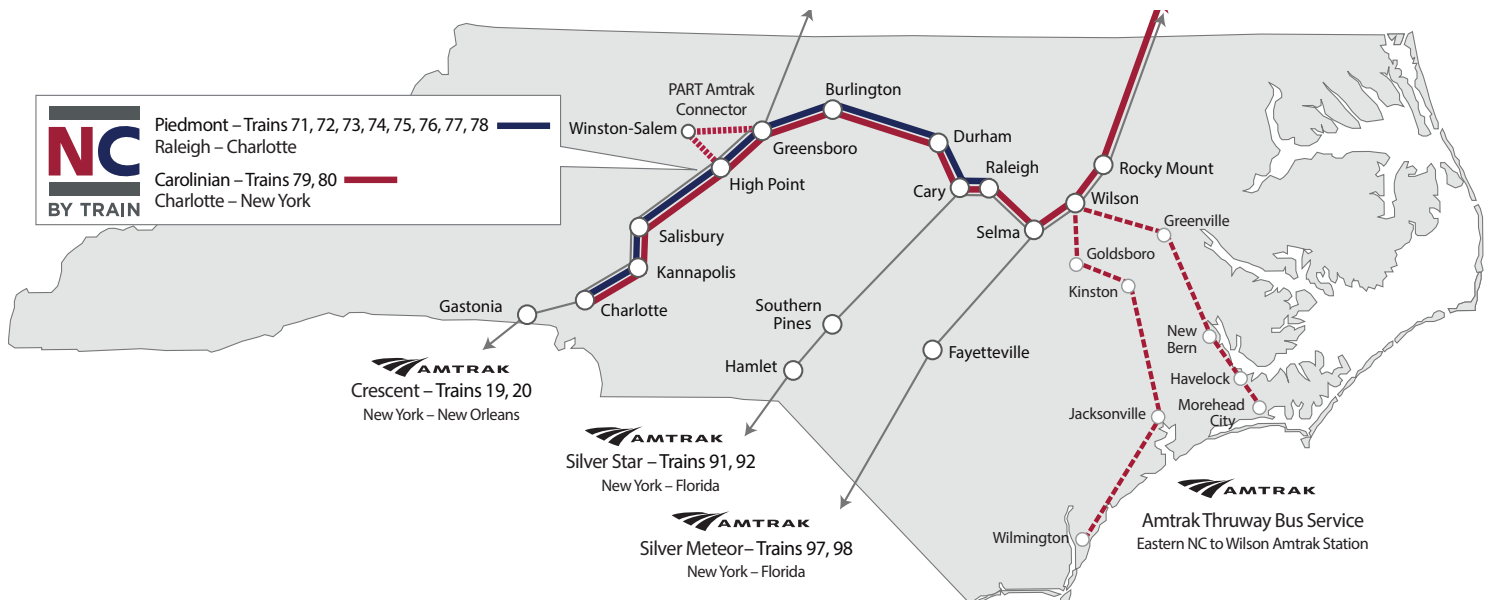 NC
BY TRAIN
Piedmont – Trains 71, 72, 73, 74, 75, 76, 77, 78
Raleigh – Charlotte
Carolinian – Trains 79, 80
Charlotte – New York
PART Amtrak
Connector
Winston-Salem
Burlington
Greensboro
High Point
Durham
Raleigh
Cary
Rocky Mount
Wilson
Selma
Greenville
Goldsboro
Kinston
Salisbury
Kannapolis
Charlotte
Gastonia
Southern
Pines
Hamlet
Fayetteville
New
Bern
Havelock
Morehead
City
Jacksonville
Wilmington
AMTRAK
Crescent – Trains 19, 20
New York – New Orleans
AMTRAK
Silver Star – Trains 91, 92
New York – Florida
AMTRAK
Silver Meteor– Trains 97, 98
New York – Florida
AMTRAK
Amtrak Thruway Bus Service
Eastern NC to Wilson Amtrak Station